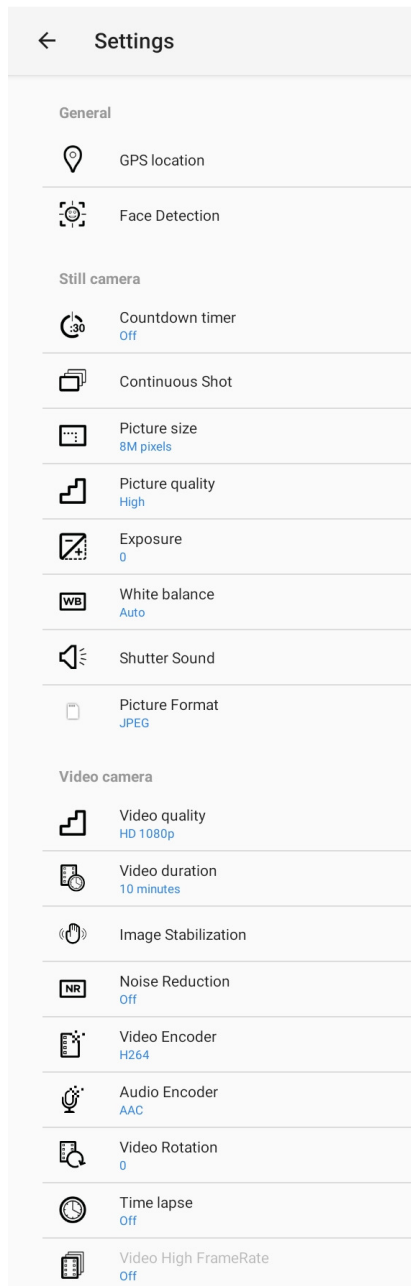 Settings
General
GPS location
Face Detection
Still camera
:30
Countdown timer
Off
Continuous Shot
Picture size
8M pixels
Picture quality
High
Exposure
0
WB
White balance
Auto
Shutter Sound
Picture Format
JPEG
Video camera
Video quality
HD 1080p
Video duration
10 minutes
Image Stabilization
NR
Noise Reduction
Off
Video Encoder
H264
Audio Encoder
AAC
Video Rotation
0
Time lapse
Off
Video High FrameRate
Off